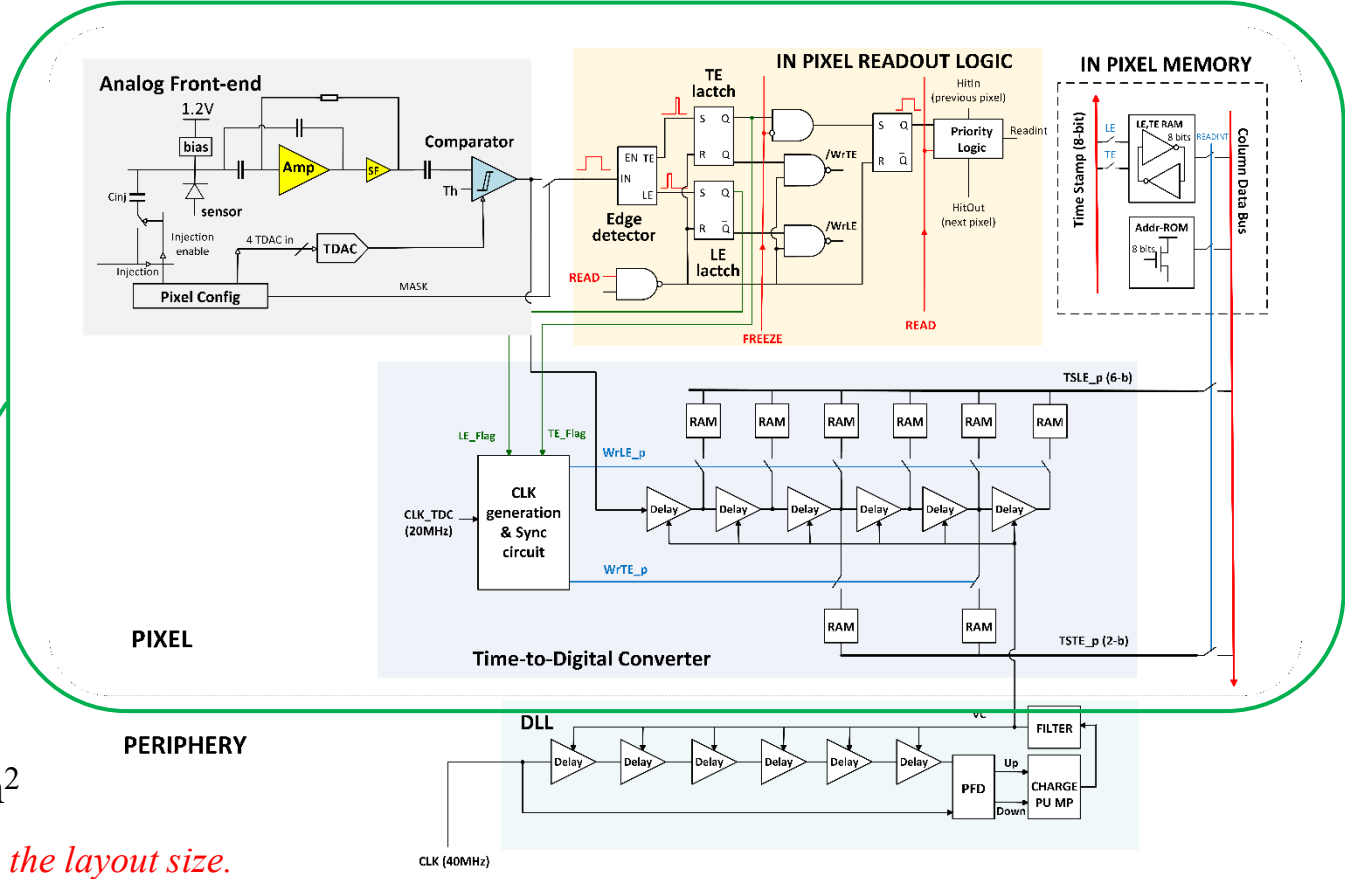 Analog Front-end
1.2V
bias
Amp
SF
Comparator
Th
Cinj
sensor
Injection
enable
4 TDAC in
TDAC
Injection
Pixel Config
MASK
IN PIXEL READOUT LOGIC
TE
lactch
S Q
R Q
EN TE
IN
LE
Edge
detector
S Q
R Q
LE
lactch
/WrTE
/WrLE
READ
FREEZE
READ
S Q
R Q
HitIn
(previous pixel)
Priority
Logic
Readint
HitOut
(next pixel)
IN PIXEL MEMORY
Time Stamp (8-bit)
LE
TE
LE,TE RAM
8 bits
READINT
Addr-ROM
8 bits
Column Data Bus
TSLE_p (6-b)
RAM RAM RAM RAM RAM RAM
LE_Flag
TE_Flag
WrLE_p
CLK
generation
& Sync
circuit
CLK_TDC
(20MHz)
Delay Delay Delay Delay Delay Delay
WrTE_p
RAM RAM
TSTE_p (2-b)
PIXEL
Time-to-Digital Converter
PERIPHERY
DLL
VC
FILTER
Delay Delay Delay Delay Delay Delay
PFD
Up
Down
CHARGE
PU MP
CLK (40MHz)
2
the layout size.